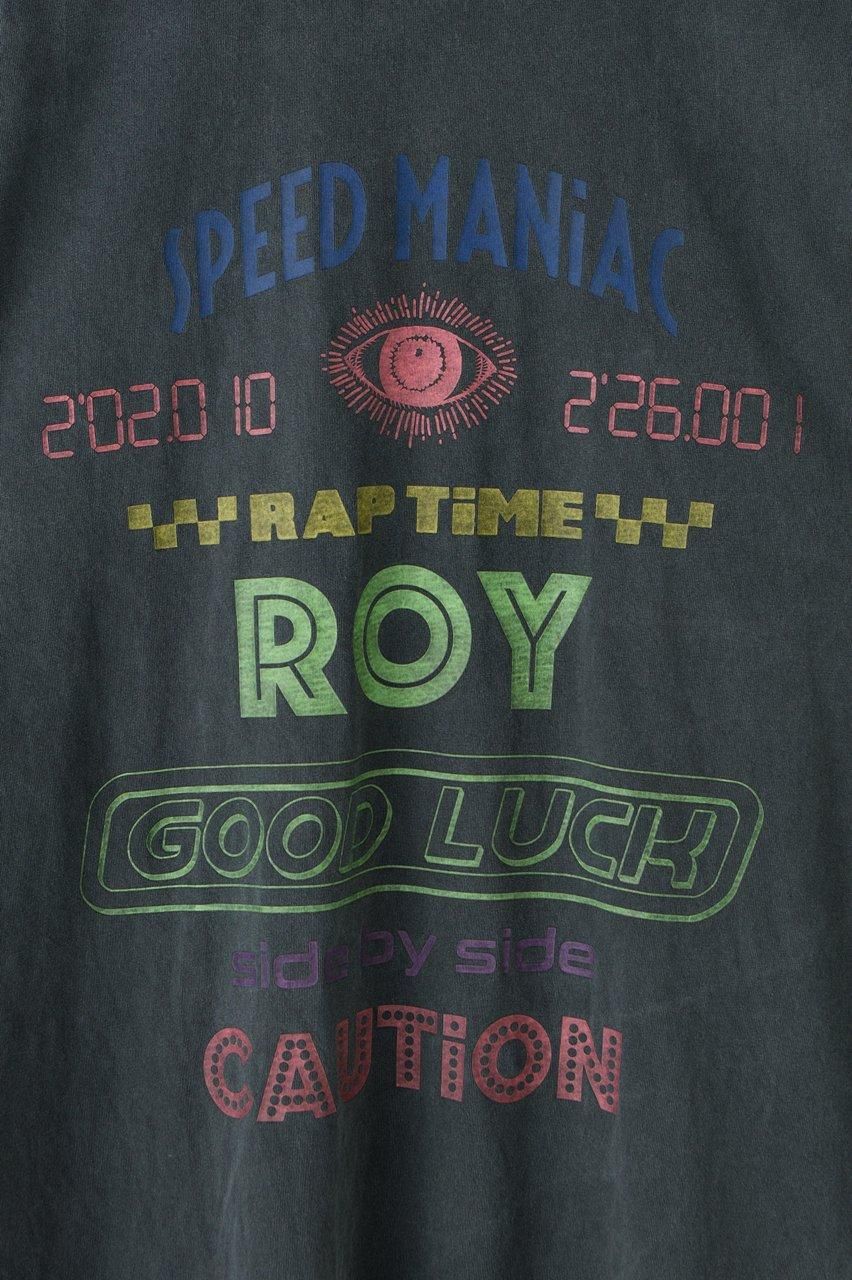 SPEED MANiAC
2'02.010 2'26.001
RAP TiME
ROY
GOOD LUCK
side by side
CAUTiON